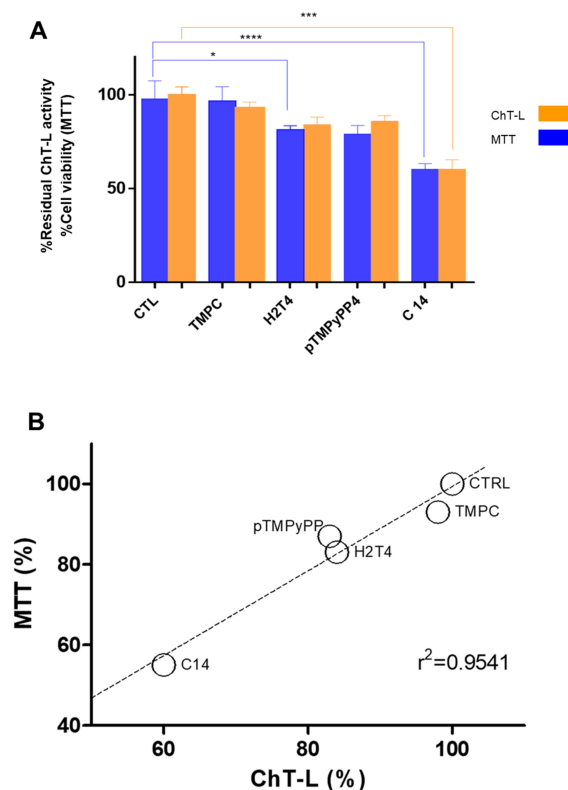 A
***
****
*
%Residual ChT-L activity
%Cell viability (MTT)
100
50
0
CTL
TMPC
H2T4
pTMPyPP4
C 14
ChT-L
MTT
B
MTT (%)
100
80
60
40
CTRL
TMPC
pTMPyPP
H2T4
C14
r²=0.9541
60
80
100
ChT-L (%)